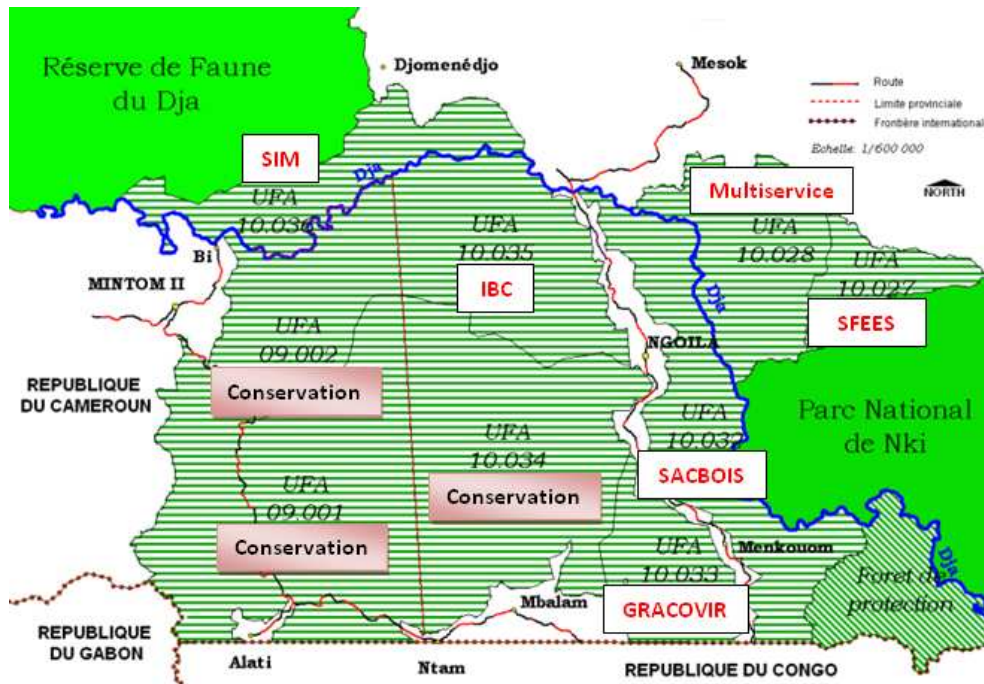 Réserve de Faune
du Dja
Djomenédjo
Mesok
Route
Limite provinciale
Frontière international
Echelle: 1/600 000
NORTH
SIM
Dja
UFA
10.036
Multiservice
UFA
10.028
UFA
10.035
UFA
10.027
Bi
MINTOM II
IBC
Dja
SFEES
UFA
09.002
NGOILA
REPUBLIQUE
DU CAMEROUN
Conservation
Parc National
de Nki
UFA
10.032
UFA
10.034
SACBOIS
UFA
09.001
Conservation
Conservation
Menkouom
UFA
10.033
Dja
Foret de
protection
Mbalam
GRACOVIR
REPUBLIQUE
DU GABON
Alati
Ntam
REPUBLIQUE DU CONGO